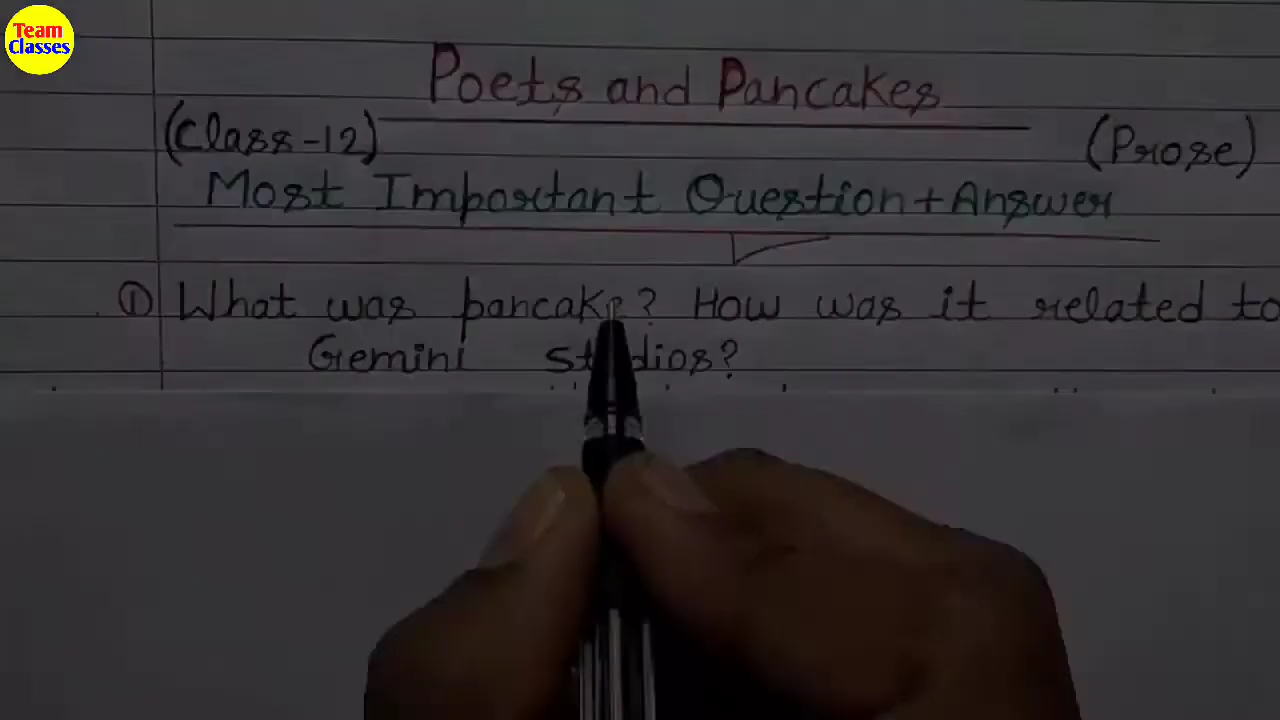 Team
Classes
Poets and Pancakes
(Class-12)
(Prose)
Most Important Question+Answer
① What was pancake? How was it related to
Gemini studios?